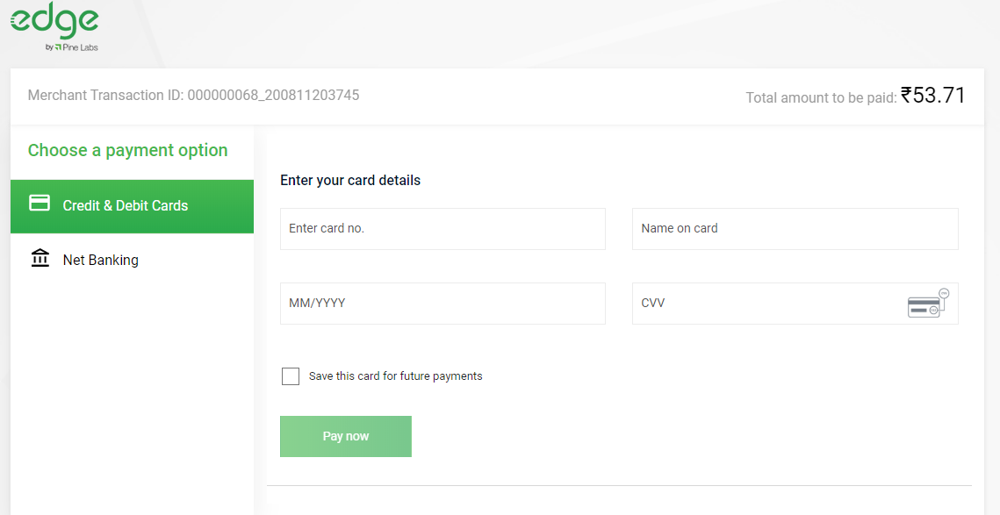 edge
by Pine Labs
Merchant Transaction ID: 000000068_200811203745
Total amount to be paid: ₹53.71
Choose a payment option
Credit & Debit Cards
Net Banking
Enter your card details
Enter card no.
Name on card
MM/YYYY
CVV
Save this card for future payments
Pay now